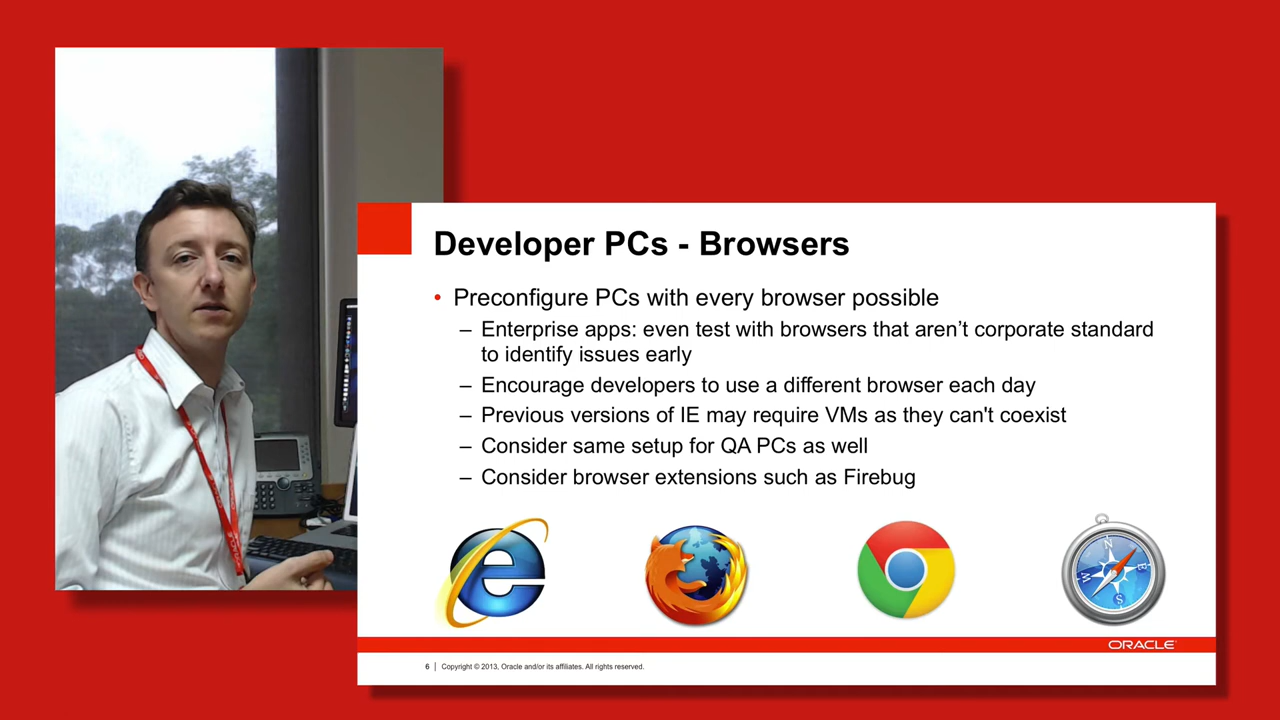 Developer PCs - Browsers
• Preconfigure PCs with every browser possible
– Enterprise apps: even test with browsers that aren’t corporate standard
to identify issues early
– Encourage developers to use a different browser each day
– Previous versions of IE may require VMs as they can't coexist
– Consider same setup for QA PCs as well
– Consider browser extensions such as Firebug
N
S
ORACLE
6 | Copyright © 2013, Oracle and/or its affiliates. All rights reserved.